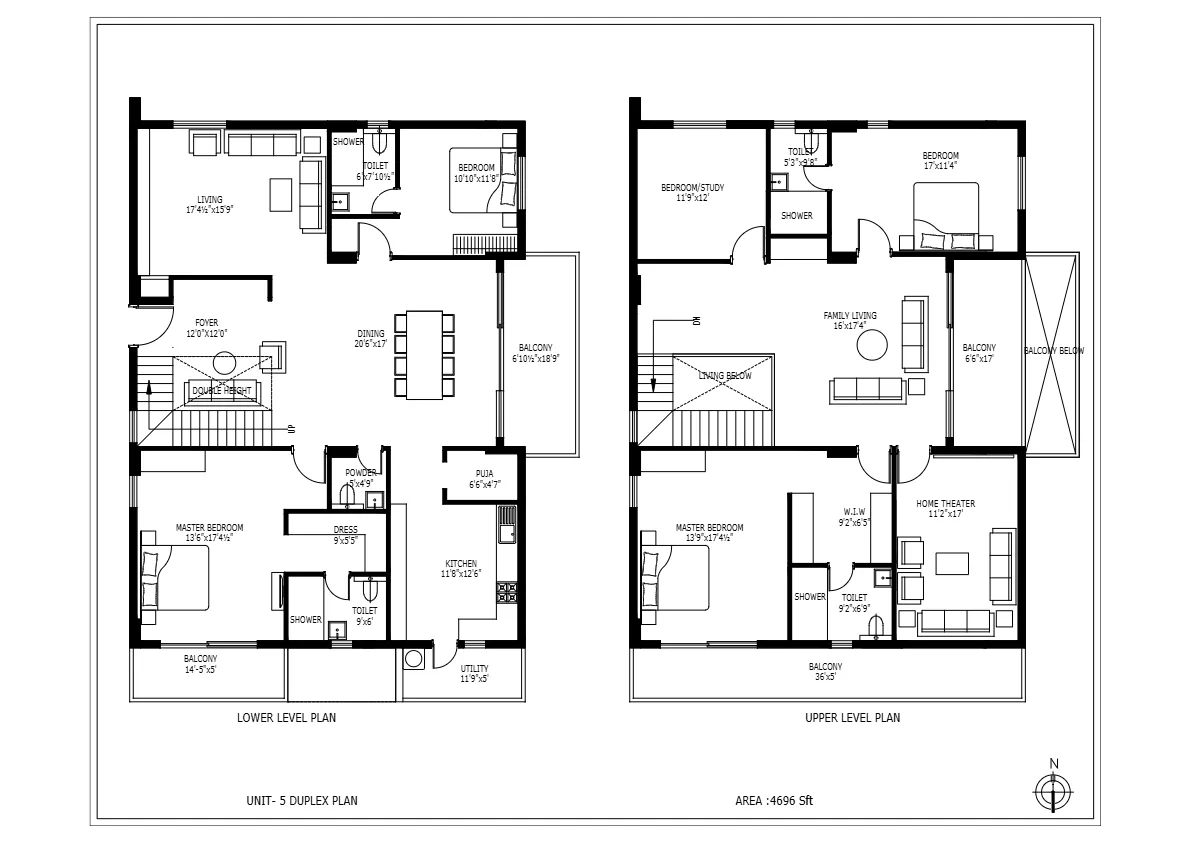 SHOWER
TOILET
6'x7'10½"
BEDROOM
10'10"x11'8"
LIVING
17'4½"x15'9"
FOYER
12'0"X12'0"
DINING
20'6"x17'
BALCONY
6'10½"x18'9"
DOUBLE HEIGHT
UP
POWDER
5'x4'9"
PUJA
6'6"x4'7"
MASTER BEDROOM
13'6"x17'4½"
DRESS
9'x5'5"
KITCHEN
11'8"x12'6"
SHOWER
TOILET
9'x6'
BALCONY
14'-5"x5'
UTILITY
11'9"x5'
LOWER LEVEL PLAN
TOILET
5'3"x9'8"
BEDROOM
17'x11'4"
BEDROOM/STUDY
11'9"x12'
SHOWER
DN
FAMILY LIVING
16'x17'4"
BALCONY
6'6"x17'
BALCONY BELOW
LIVING BELOW
MASTER BEDROOM
13'9"x17'4½"
W.I.W
9'2"x6'5"
HOME THEATER
11'2"x17'
SHOWER
TOILET
9'2"x6'9"
BALCONY
36'x5'
UPPER LEVEL PLAN
N
UNIT- 5 DUPLEX PLAN
AREA :4696 Sft